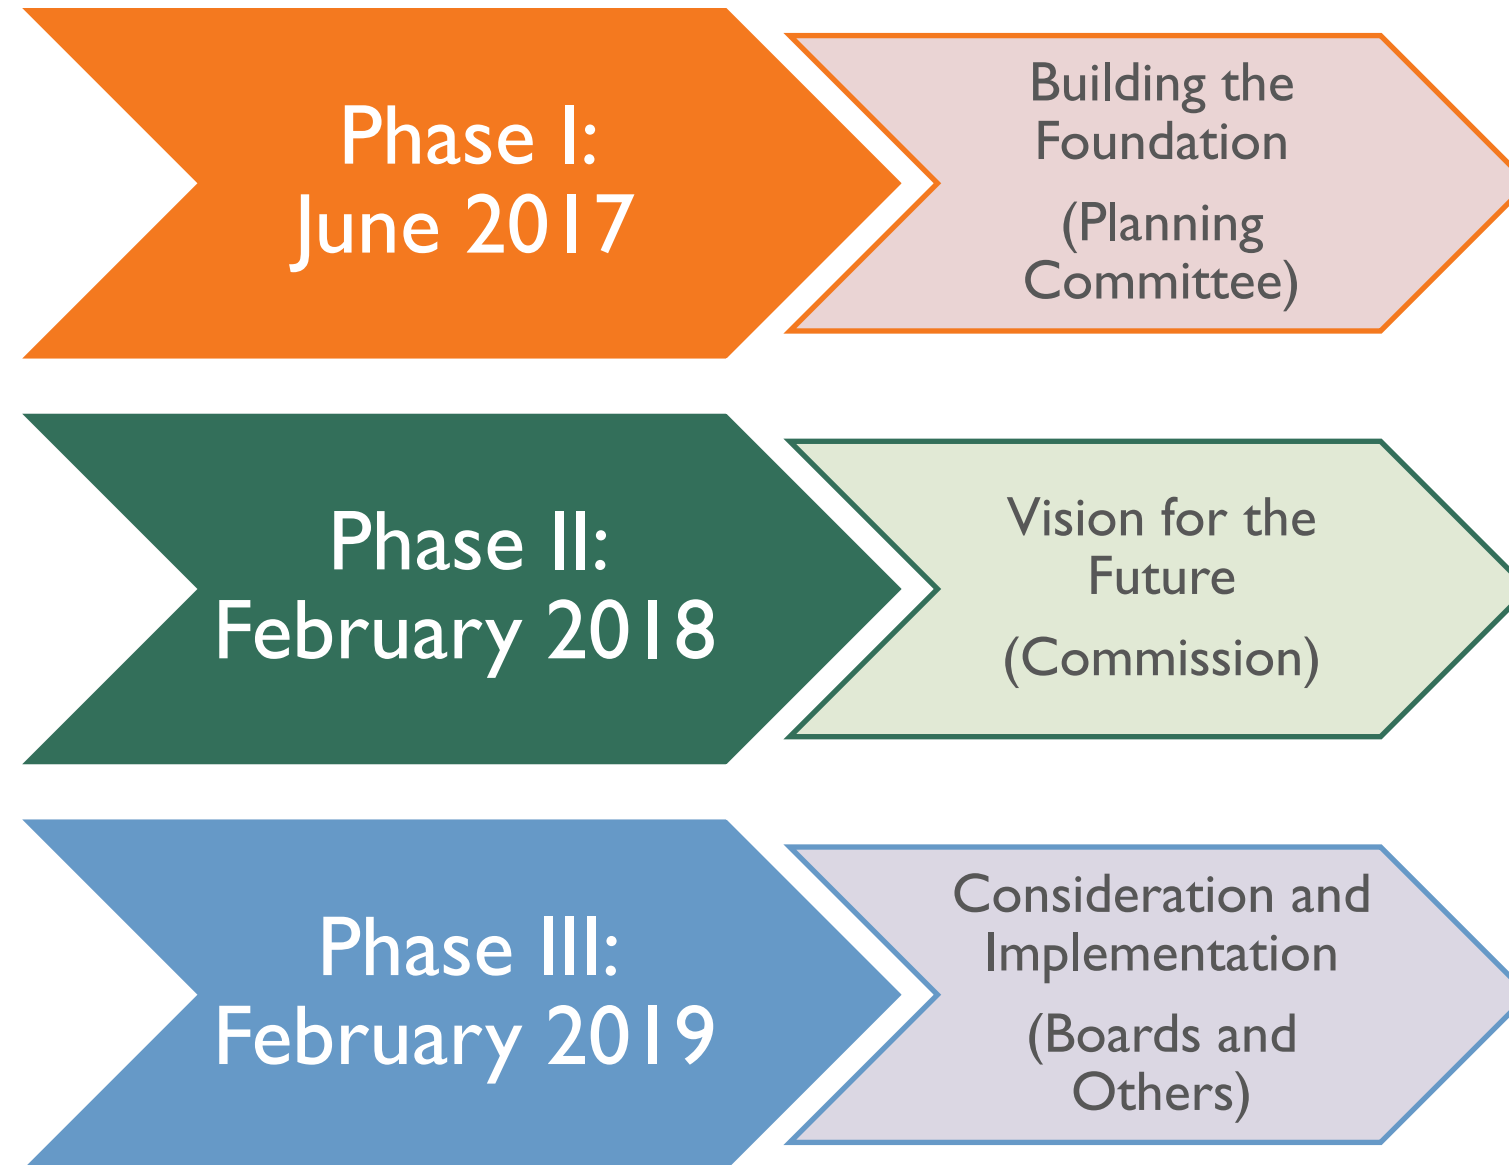 Phase I:
June 2017
Building the
Foundation
(Planning
Committee)
Phase II:
February 2018
Vision for the
Future
(Commission)
Phase III:
February 2019
Consideration and
Implementation
(Boards and
Others)